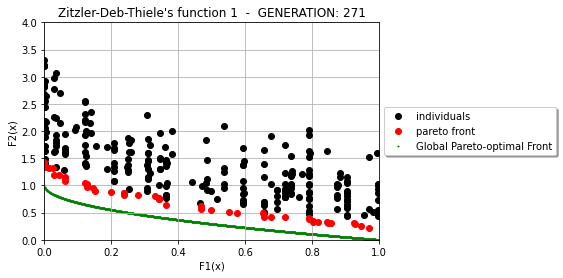 Zitzler-Deb-Thiele's function 1 - GENERATION: 271
4.0
3.5
3.0
2.5
2.0
1.5
1.0
0.5
0.0
F2(x)
0.0 0.2 0.4 0.6 0.8 1.0
F1(x)
individuals
pareto front
Global Pareto-optimal Front